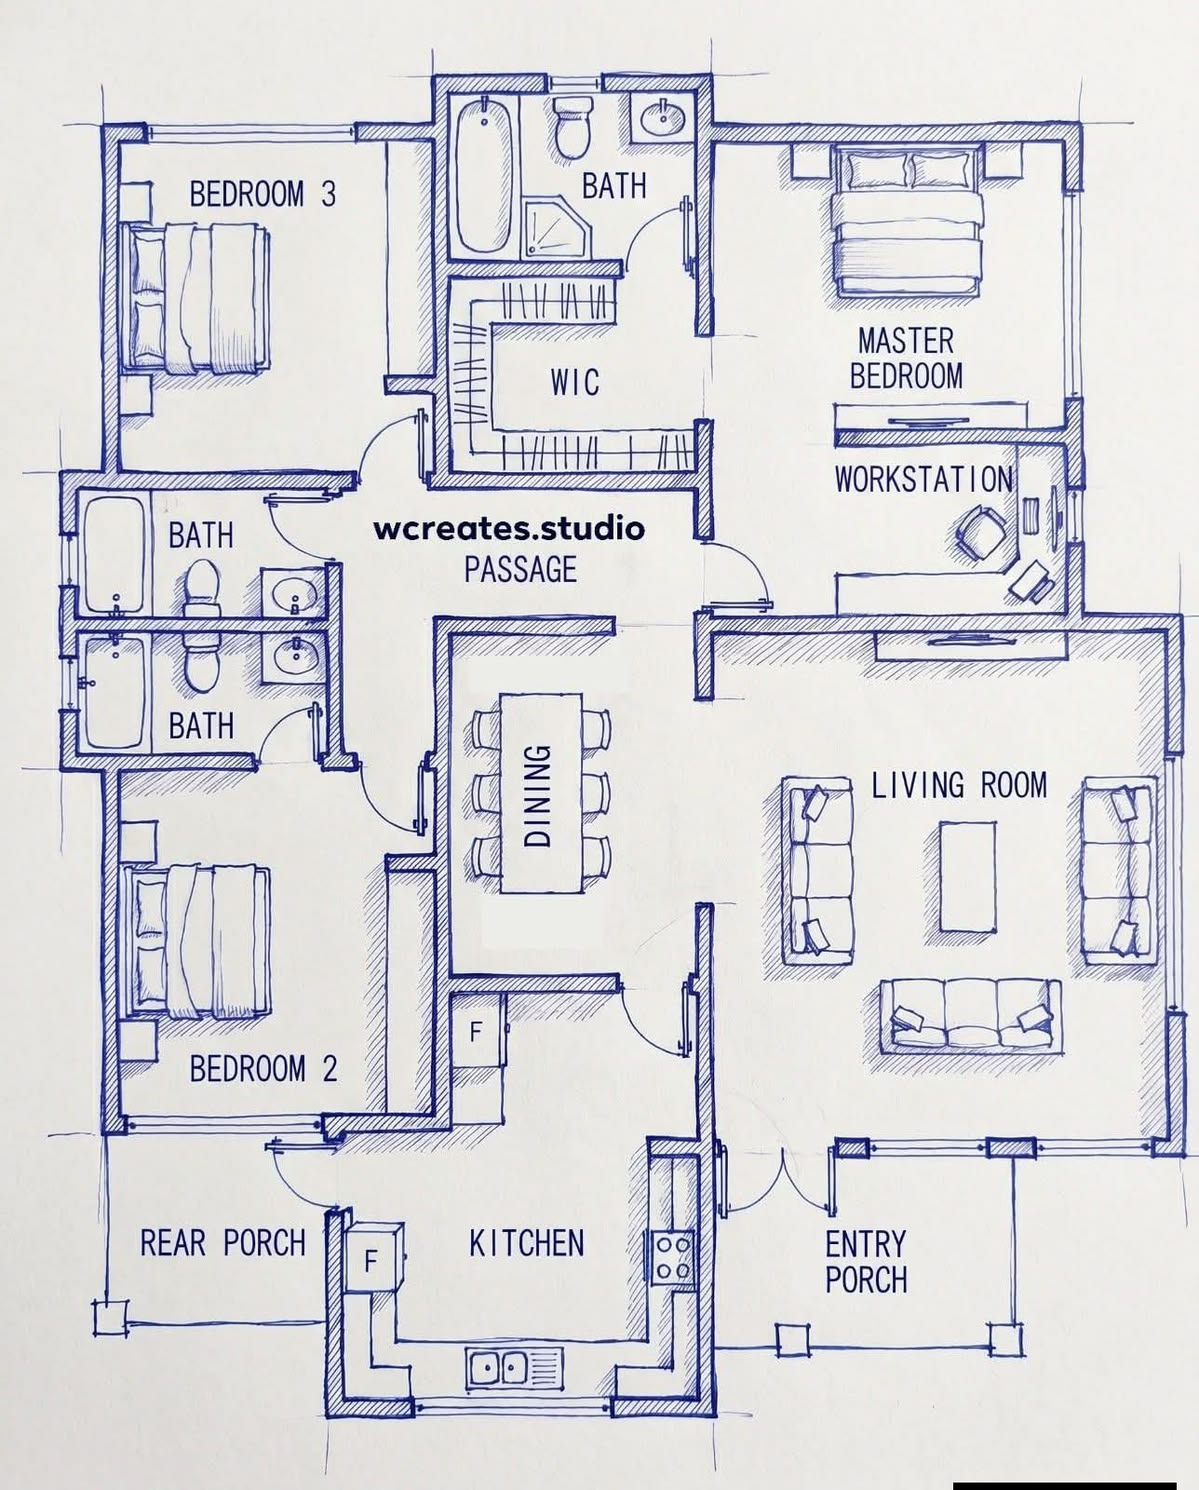 BATH
BEDROOM 3
MASTER
BEDROOM
WIC
WORKSTATION
wcreates.studio
PASSAGE
BATH
BATH
DINING
LIVING ROOM
F
BEDROOM 2
REAR PORCH
F
KITCHEN
ENTRY
PORCH